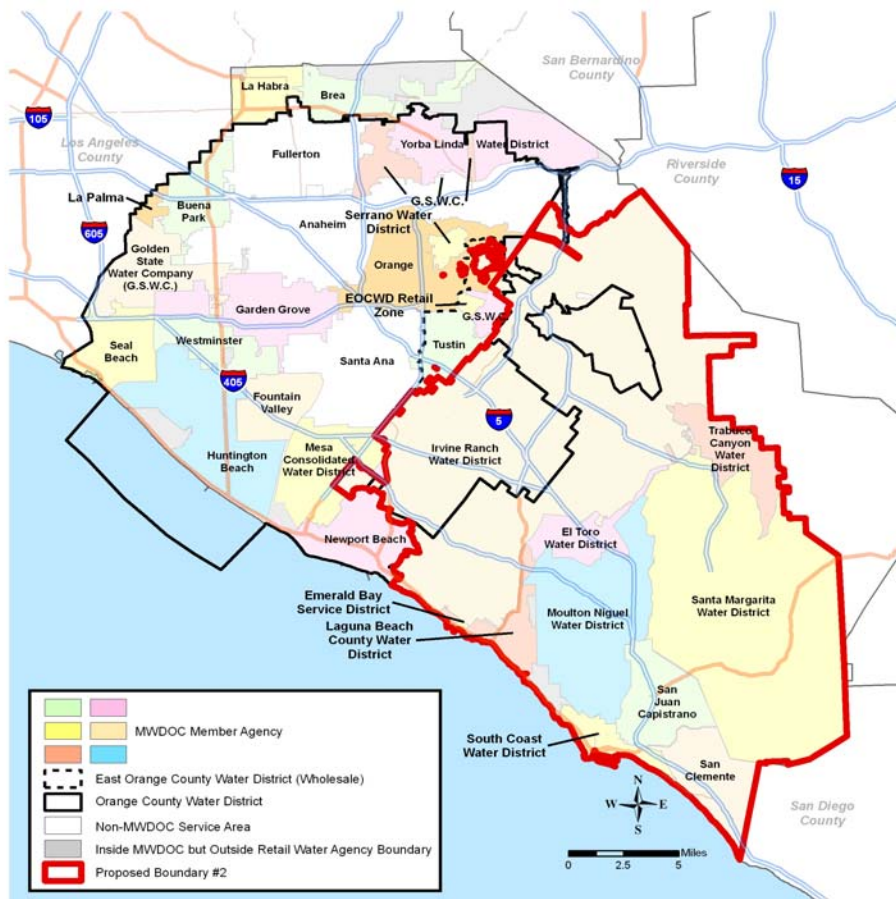 San Bernardino
County
La Habra
Brea
105
Los Angeles
County
Yorba Linda
Water District
Fullerton
Riverside
County
15
La Palma
Buena
Park
G.S.W.C.
Serrano Water
District
Anaheim
605
Golden
State
Water Company
(G.S.W.C.)
Orange
EOCWD Retail
Zone
G.S.W.C.
Garden Grove
Seal
Beach
Westminster
Tustin
Santa Ana
405
Fountain
Valley
5
Trabuco
Canyon
Water
District
Huntington
Beach
Mesa
Consolidated
Water District
Irvine Ranch
Water District
Newport Beach
El Toro
Water District
Emerald Bay
Service District
Moulton Niguel
Water District
Santa Margarita
Water District
Laguna Beach
County Water
District
San
Juan
Capistrano
South Coast
Water District
San
Clemente
San Diego
County
MWDOC Member Agency
East Orange County Water District (Wholesale)
Orange County Water District
Non-MWDOC Service Area
Inside MWDOC but Outside Retail Water Agency Boundary
Proposed Boundary #2
N
W E
S
Miles
0 2.5 5